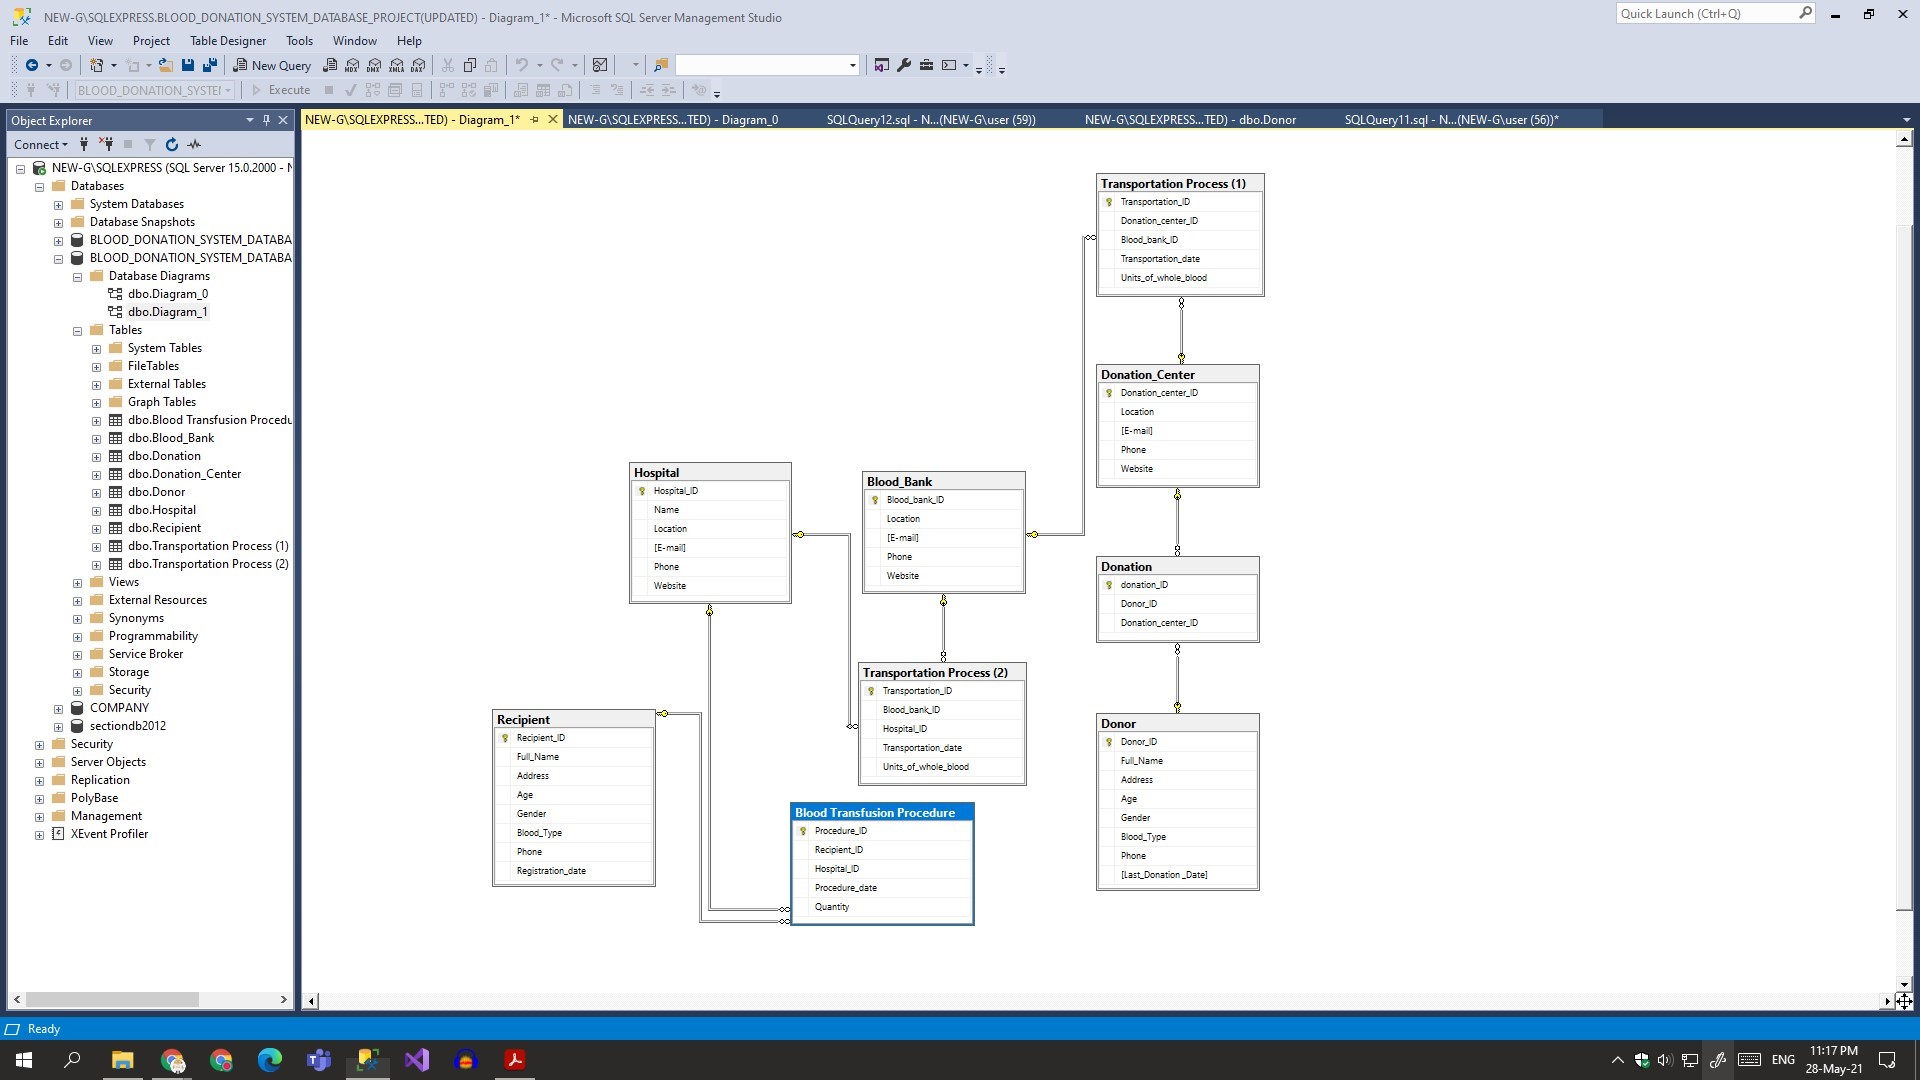 NEW-G\SQLEXPRESS.BLOOD_DONATION_SYSTEM_DATABASE_PROJECT(UPDATED) - Diagram_1* - Microsoft SQL Server Management Studio
Quick Launch (Ctrl+Q)
File Edit View Project Table Designer Tools Window Help
New Query MDX DMX XMLA DAX
BLOOD_DONATION_SYSTEM Execute
Object Explorer
Connect
NEW-G\SQLEXPRESS...TED) - Diagram_1*
NEW-G\SQLEXPRESS...TED) - Diagram_0
SQLQuery12.sql - N...(NEW-G\user (59))
NEW-G\SQLEXPRESS...TED) - dbo.Donor
SQLQuery11.sql - N...(NEW-G\user (56))*
NEW-G\SQLEXPRESS (SQL Server 15.0.2000 - N
Databases
System Databases
Database Snapshots
BLOOD_DONATION_SYSTEM_DATABA
BLOOD_DONATION_SYSTEM_DATABA
Database Diagrams
dbo.Diagram_0
dbo.Diagram_1
Tables
System Tables
FileTables
External Tables
Graph Tables
dbo.Blood Transfusion Procedu
dbo.Blood_Bank
dbo.Donation
dbo.Donation_Center
dbo.Donor
dbo.Hospital
dbo.Recipient
dbo.Transportation Process (1)
dbo.Transportation Process (2)
Views
External Resources
Synonyms
Programmability
Service Broker
Storage
Security
COMPANY
sectiondb2012
Security
Server Objects
Replication
PolyBase
Management
XEvent Profiler
Transportation Process (1)
Transportation_ID
Donation_center_ID
Blood_bank_ID
Transportation_date
Units_of_whole_blood
Donation_Center
Donation_center_ID
Location
[E-mail]
Phone
Website
Hospital
Hospital_ID
Name
Location
[E-mail]
Phone
Website
Blood_Bank
Blood_bank_ID
Location
[E-mail]
Phone
Website
Donation
donation_ID
Donor_ID
Donation_center_ID
Transportation Process (2)
Transportation_ID
Blood_bank_ID
Hospital_ID
Transportation_date
Units_of_whole_blood
Recipient
Recipient_ID
Full_Name
Address
Age
Gender
Blood_Type
Phone
Registration_date
Donor
Donor_ID
Full_Name
Address
Age
Gender
Blood_Type
Phone
[Last_Donation _Date]
Blood Transfusion Procedure
Procedure_ID
Recipient_ID
Hospital_ID
Procedure_date
Quantity
Ready
ENG
11:17 PM
28-May-21